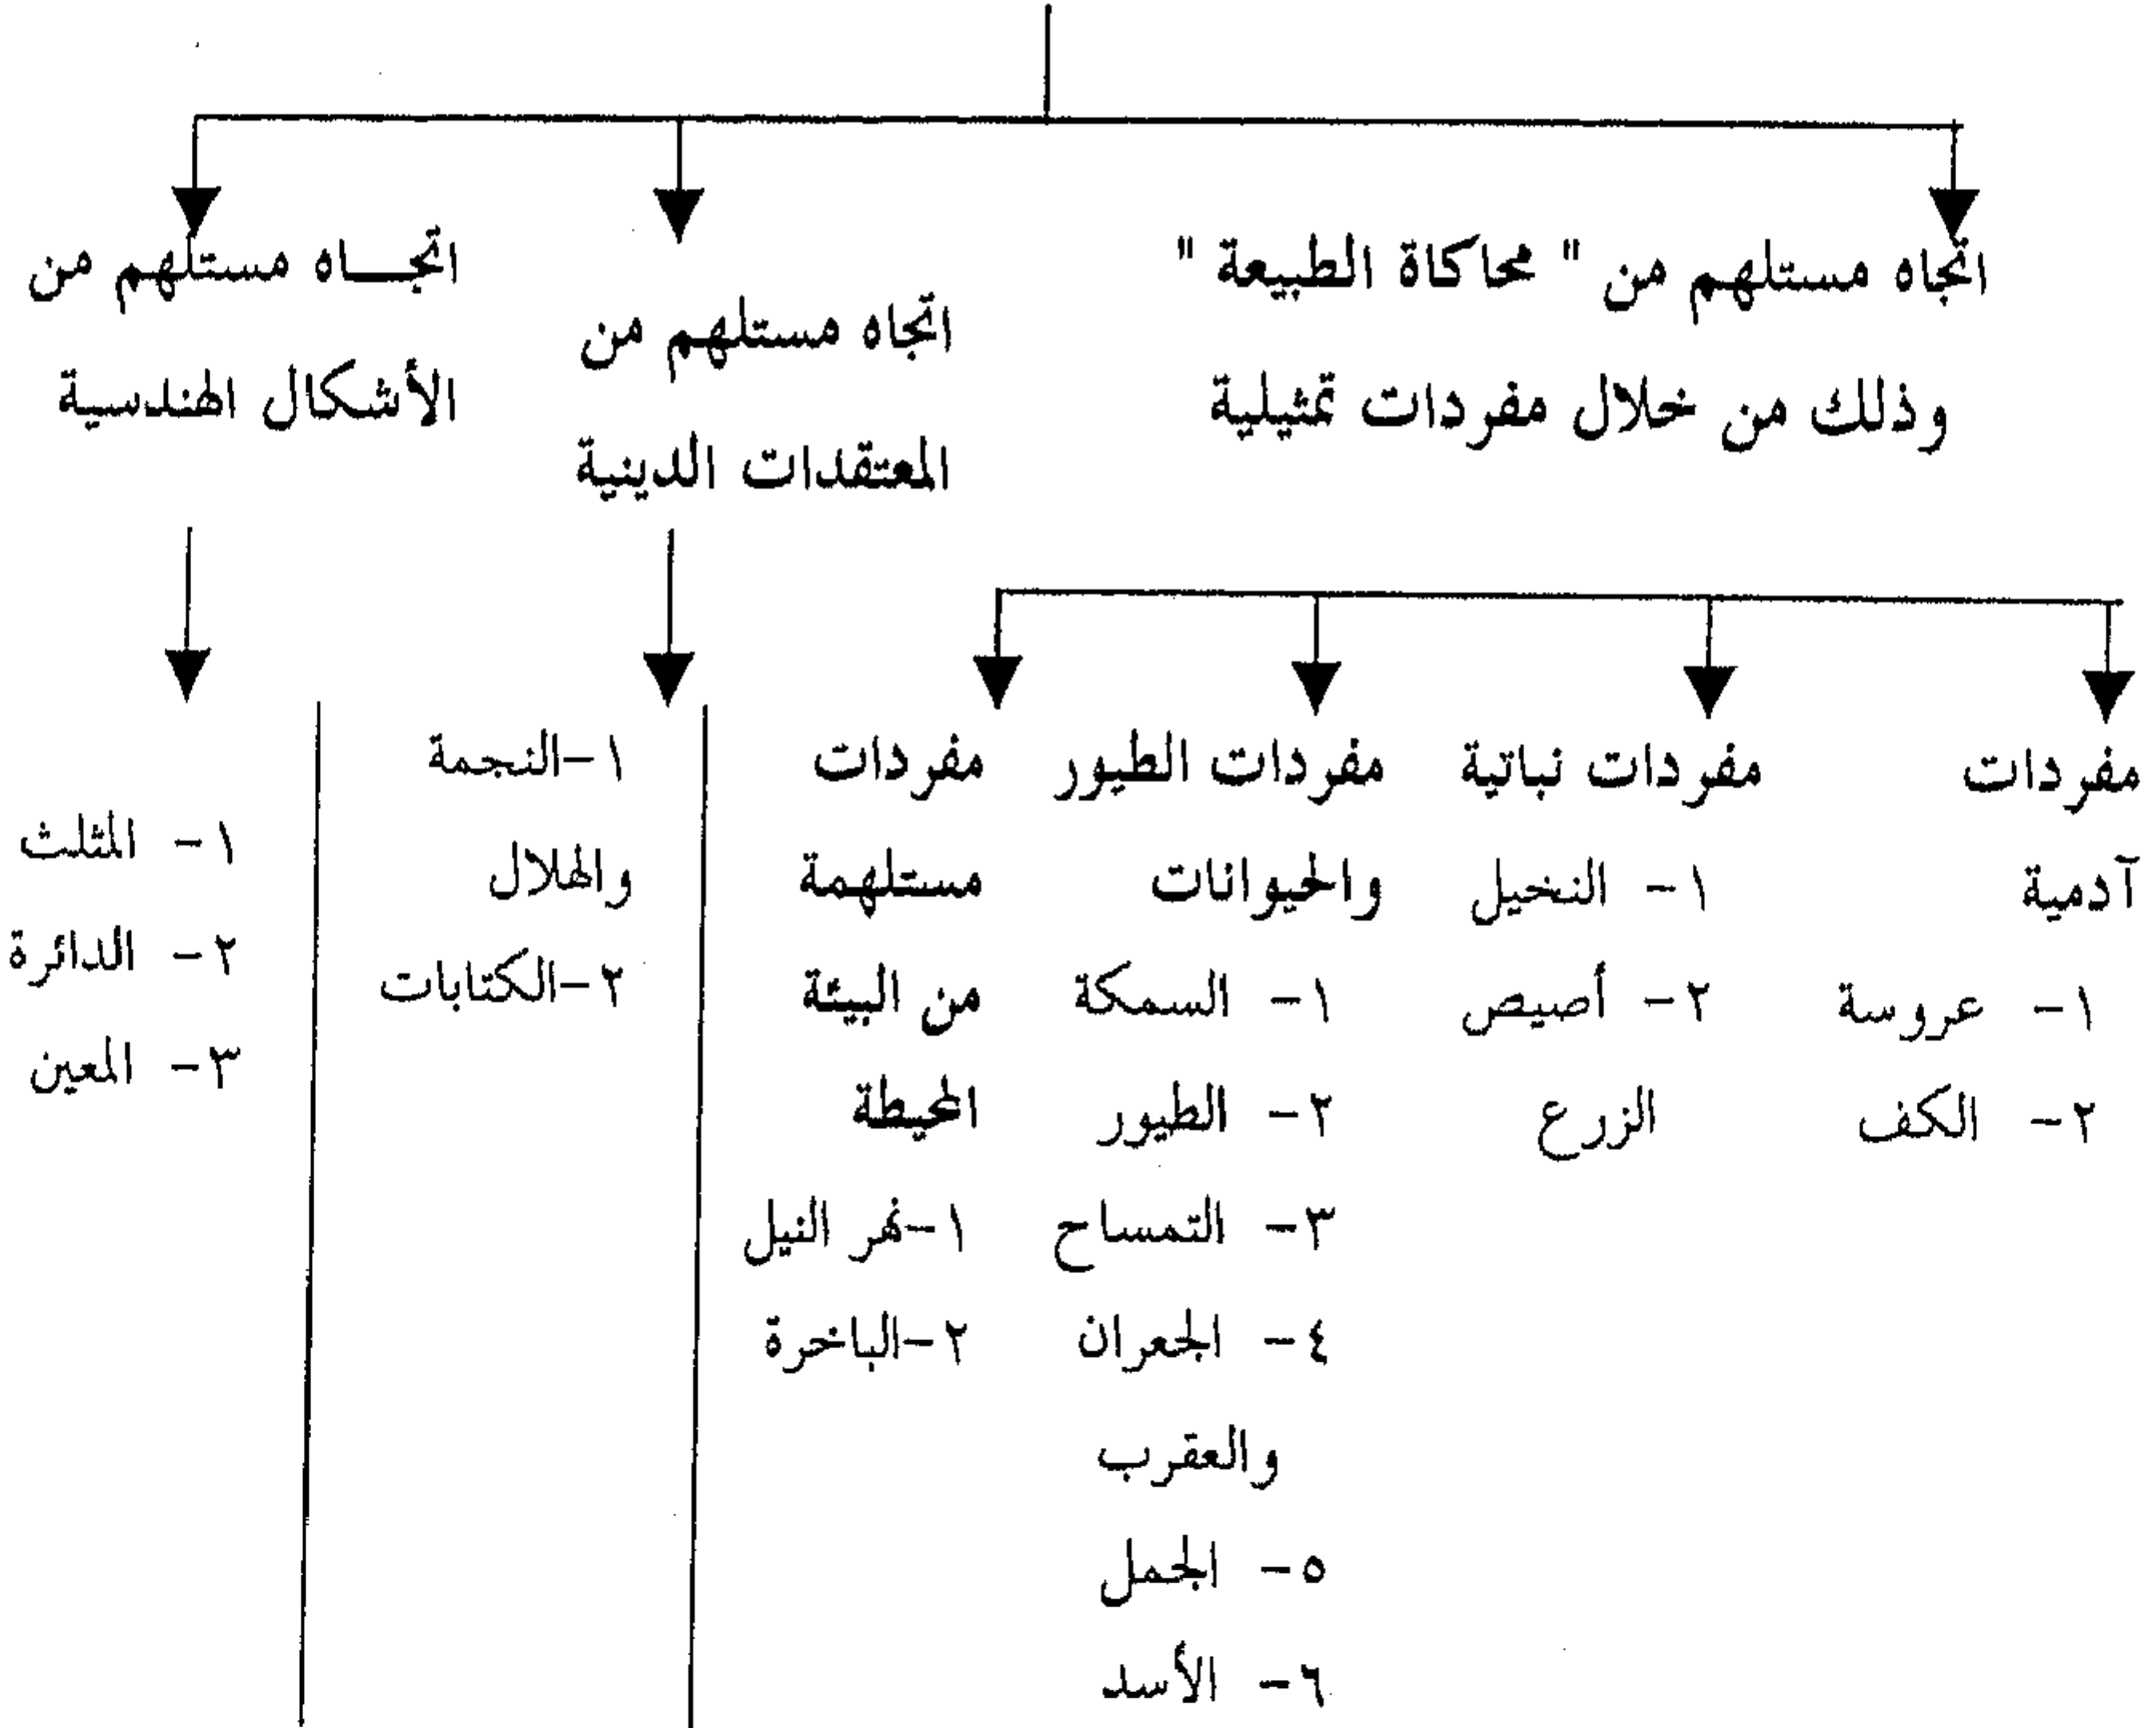 اتجاه مستلهم من " محاكاة الطبيعة "
وذلك من خلال مفردات تمثيلية
اتجاه مستلهم من
المعتقدات الدينية
اتجـــاه مستلهم من
الأشكال الهندسية
مفردات
آدمية
١- عروسة
٢- الكف
مفردات نباتية
١- النخيل
٢- أصيص
الزرع
مفردات الطيور
والحيوانات
١- السمكة
٢- الطيور
٣- التمساح
٤- الجعران
والعقرب
٥- الجمل
٦- الأسد
مفردات
مستلهمة
من البيئة
المحيطة
١-نهر النيل
٢-الباخرة
١-النجمة
والهلال
٢-الكتابات
١- المثلث
٢- الدائرة
٣- المعين